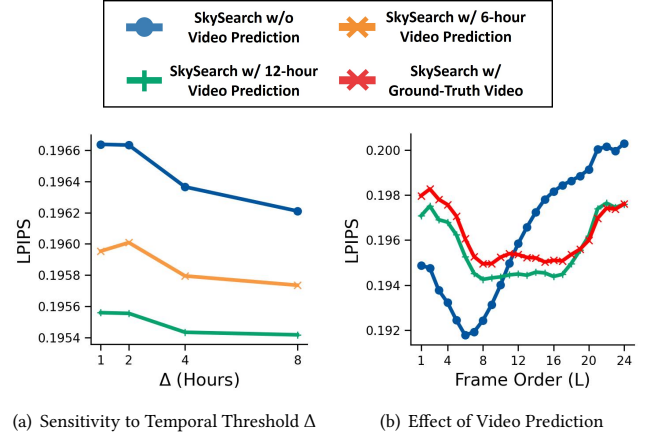 SkySearch w/o
Video Prediction
SkySearch w/ 6-hour
Video Prediction
SkySearch w/ 12-hour
Video Prediction
SkySearch w/
Ground-Truth Video
LPIPS
0.1966
0.1964
0.1962
0.1960
0.1958
0.1956
0.1954
1 2 4 8
Δ (Hours)
LPIPS
0.200
0.198
0.196
0.194
0.192
1 4 8 12 16 20 24
Frame Order (L)
(a) Sensitivity to Temporal Threshold Δ
(b) Effect of Video Prediction